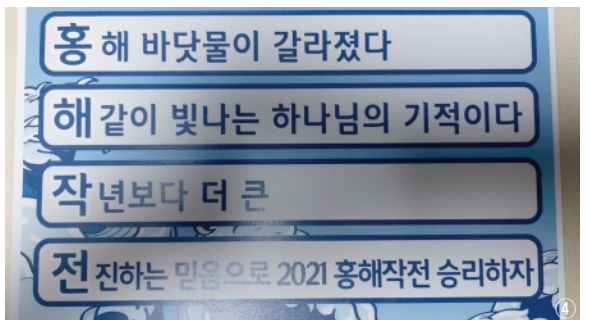 홍해 바닷물이 갈라졌다
해같이 빛나는 하나님의 기적이다
작년보다 더 큰
전진하는 믿음으로 2021 홍해작전 승리하자
④